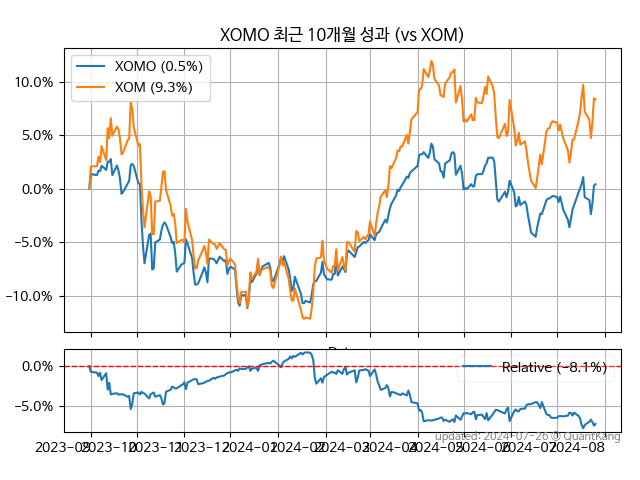 XOMO 최근 10개월 성과 (vs XOM)
XOMO (0.5%)
XOM (9.3%)
10.0%
5.0%
0.0%
−5.0%
−10.0%
0.0%
−5.0%
Relative (−8.1%)
updated: 2024-07-26 © QuantKang
2023-09 2023-10 2023-11 2023-12 2024-01 2024-02 2024-03 2024-04 2024-05 2024-06 2024-07 2024-08